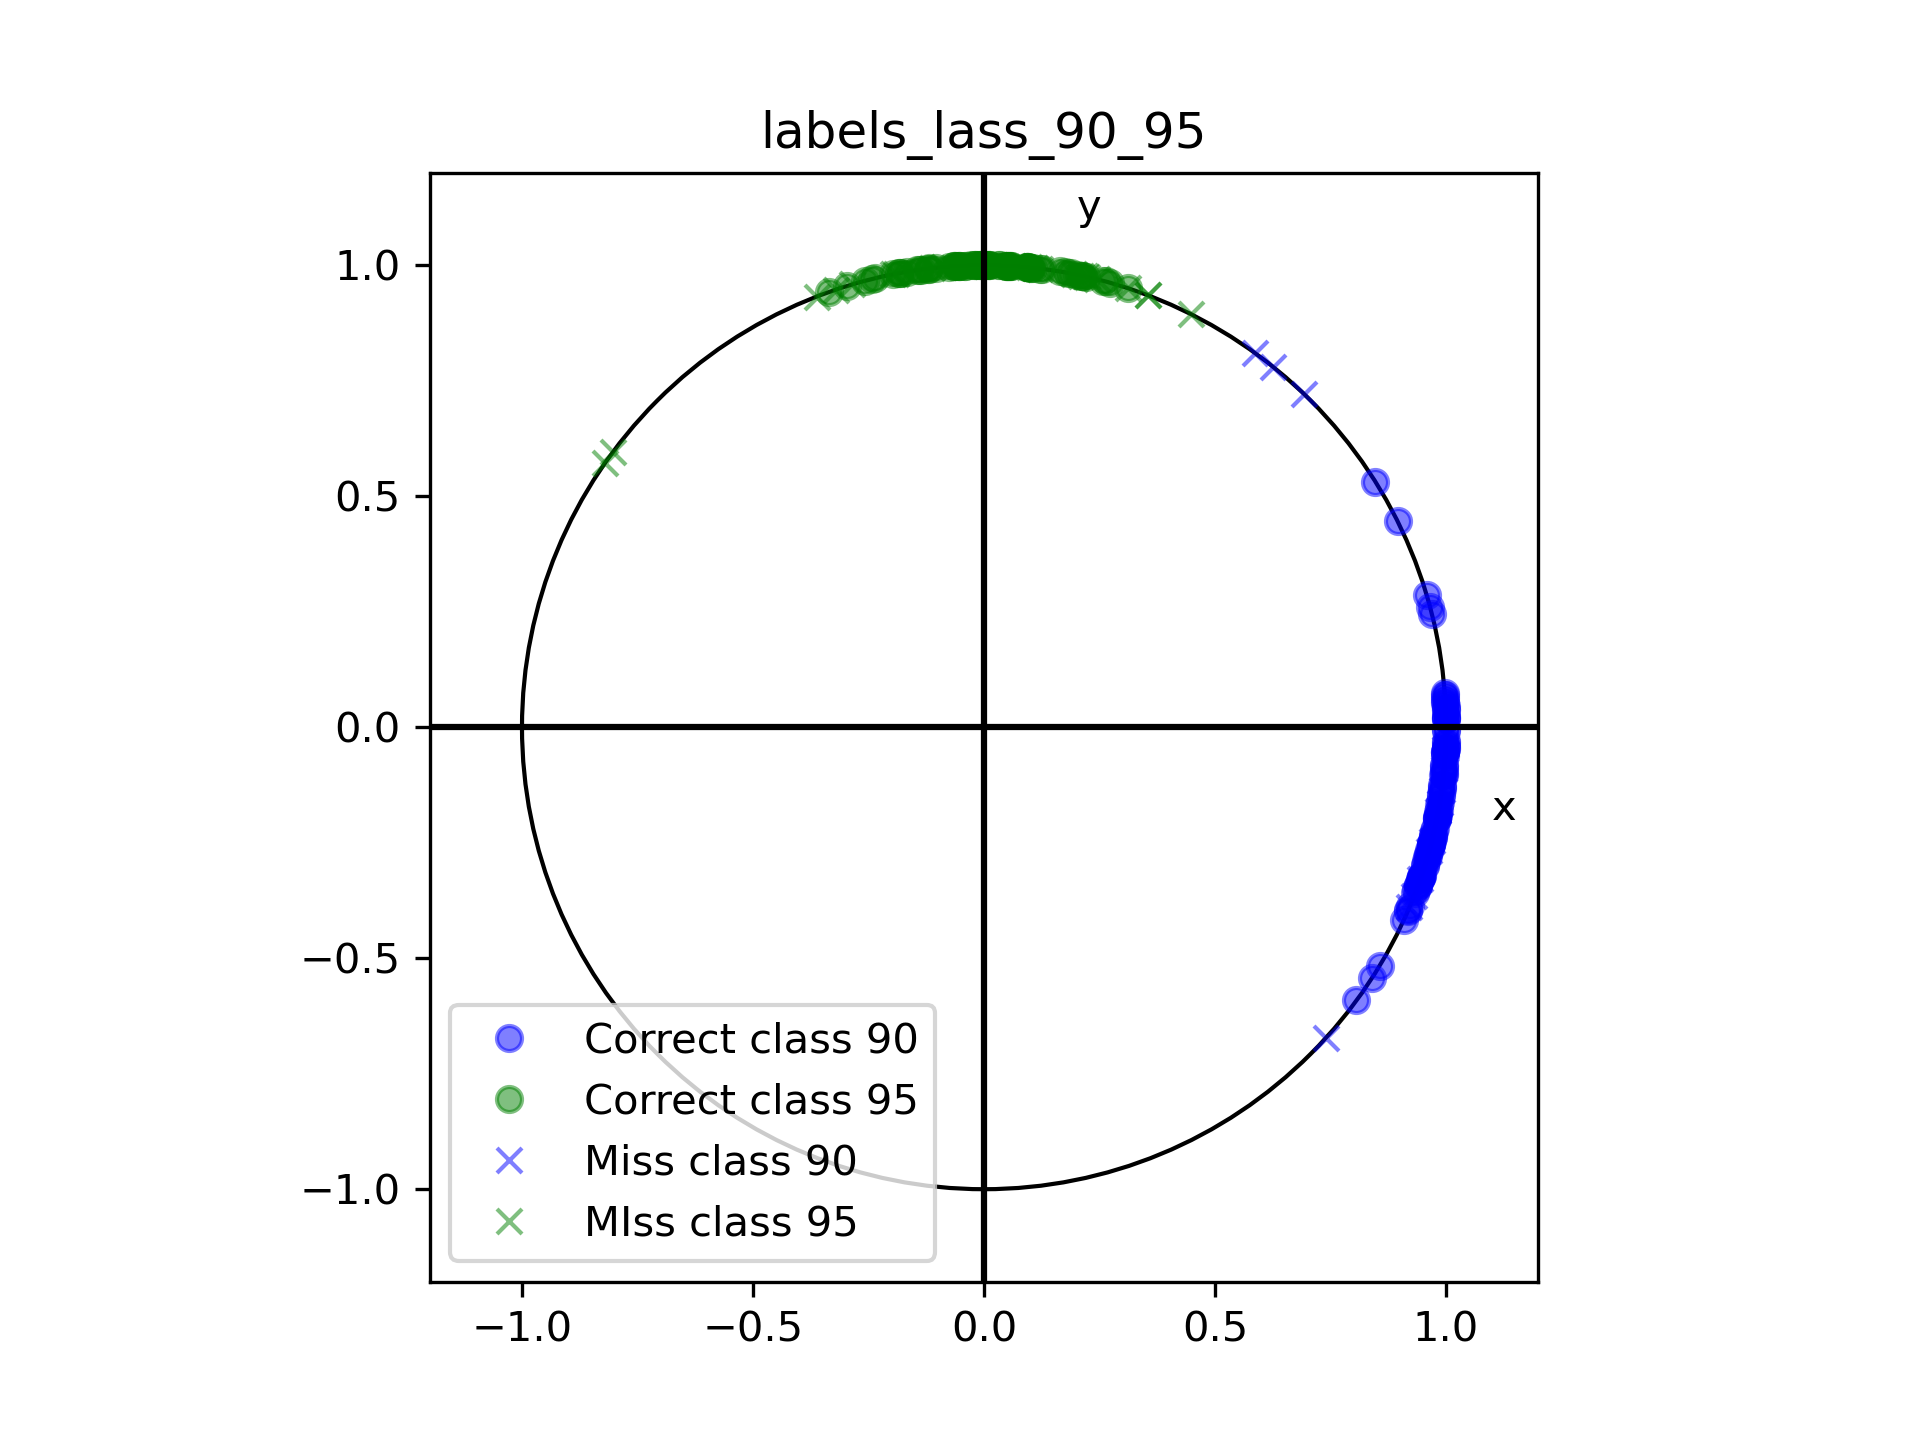 labels_lass_90_95
y
1.0
0.5
0.0
−0.5
−1.0
x
Correct class 90
Correct class 95
Miss class 90
MIss class 95
−1.0 −0.5 0.0 0.5 1.0